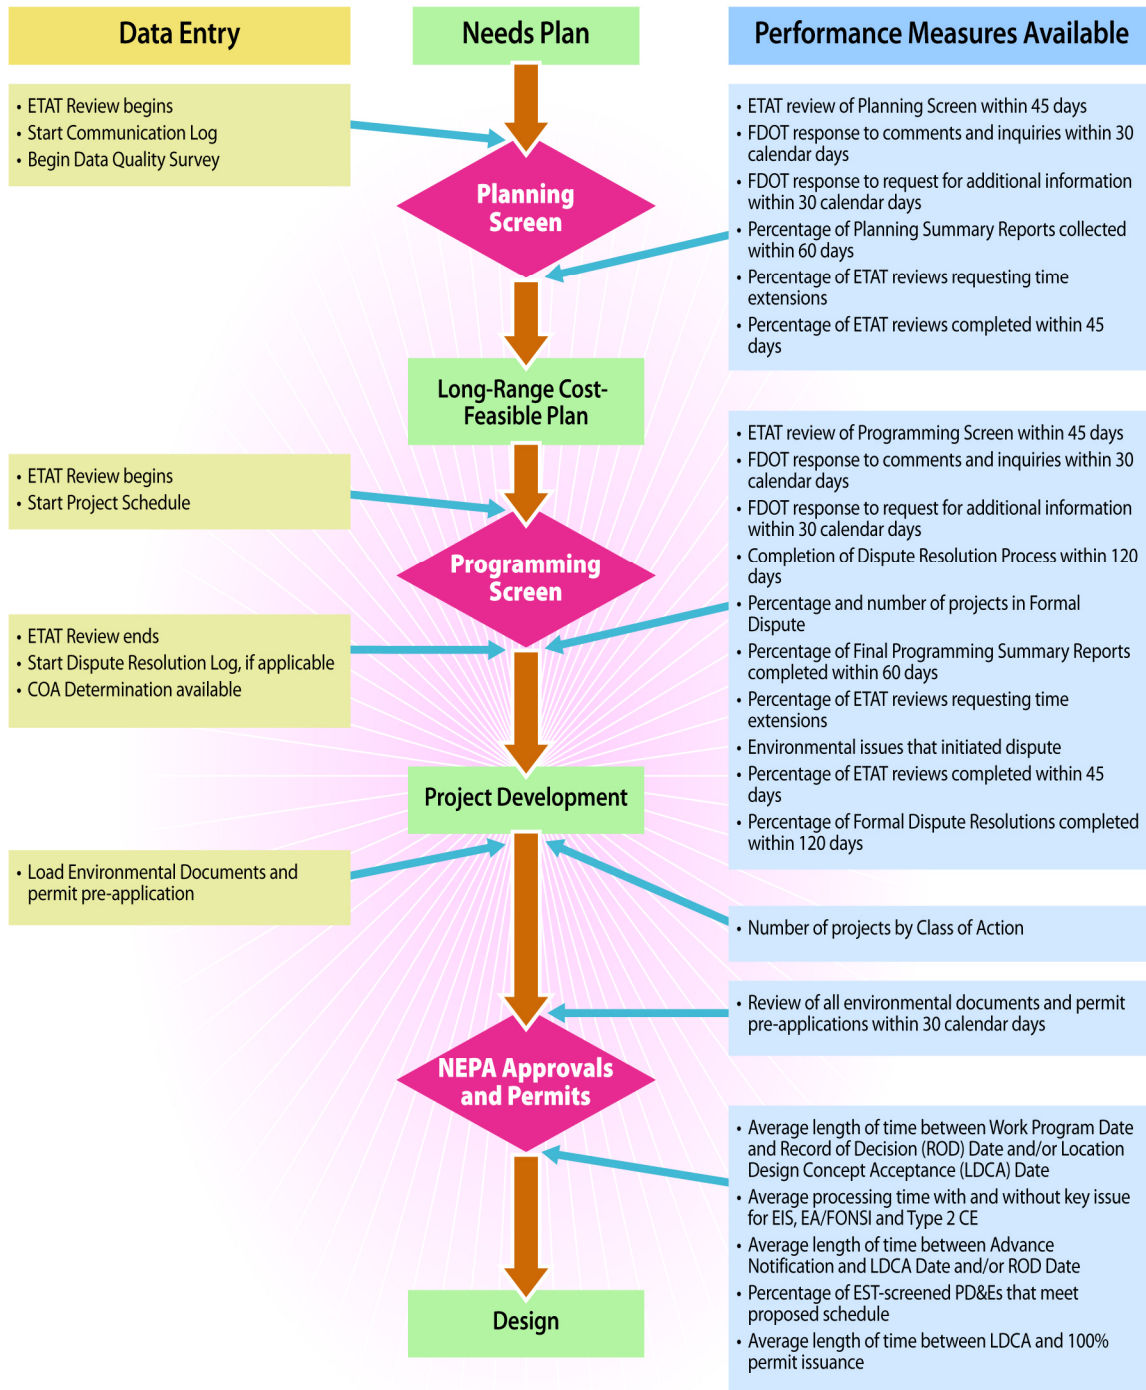 Data Entry
Needs Plan
Performance Measures Available
• ETAT Review begins
• Start Communication Log
• Begin Data Quality Survey
Planning
Screen
• ETAT review of Planning Screen within 45 days
• FDOT response to comments and inquiries within 30
calendar days
• FDOT response to request for additional information
within 30 calendar days
• Percentage of Planning Summary Reports collected
within 60 days
• Percentage of ETAT reviews requesting time
extensions
• Percentage of ETAT reviews completed within 45
days
Long-Range Cost-
Feasible Plan
• ETAT Review begins
• Start Project Schedule
Programming
Screen
• ETAT Review ends
• Start Dispute Resolution Log, if applicable
• COA Determination available
• ETAT review of Programming Screen within 45 days
• FDOT response to comments and inquiries within 30
calendar days
• FDOT response to request for additional information
within 30 calendar days
• Completion of Dispute Resolution Process within 120
days
• Percentage and number of projects in Formal
Dispute
• Percentage of Final Programming Summary Reports
completed within 60 days
• Percentage of ETAT reviews requesting time
extensions
• Environmental issues that initiated dispute
• Percentage of ETAT reviews completed within 45
days
• Percentage of Formal Dispute Resolutions completed
within 120 days
Project Development
• Load Environmental Documents and
permit pre-application
• Number of projects by Class of Action
• Review of all environmental documents and permit
pre-applications within 30 calendar days
NEPA Approvals
and Permits
• Average length of time between Work Program Date
and Record of Decision (ROD) Date and/or Location
Design Concept Acceptance (LDCA) Date
• Average processing time with and without key issue
for EIS, EA/FONSI and Type 2 CE
• Average length of time between Advance
Notification and LDCA Date and/or ROD Date
• Percentage of EST-screened PD&Es that meet
proposed schedule
• Average length of time between LDCA and 100%
permit issuance
Design